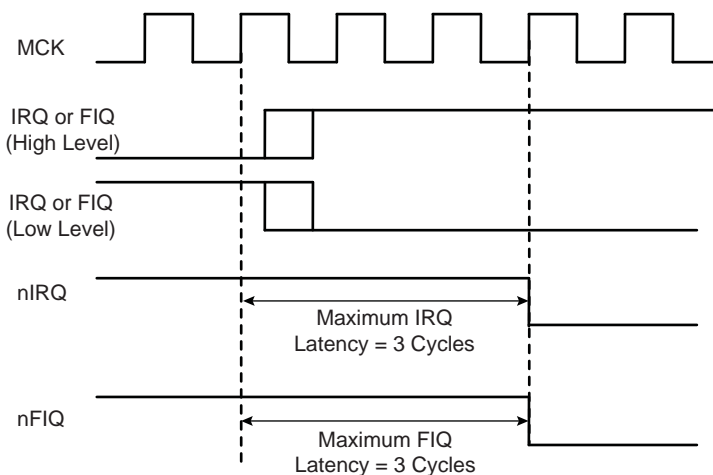 MCK
IRQ or FIQ
(High Level)
IRQ or FIQ
(Low Level)
nIRQ
Maximum IRQ
Latency = 3 Cycles
nFIQ
Maximum FIQ
Latency = 3 Cycles